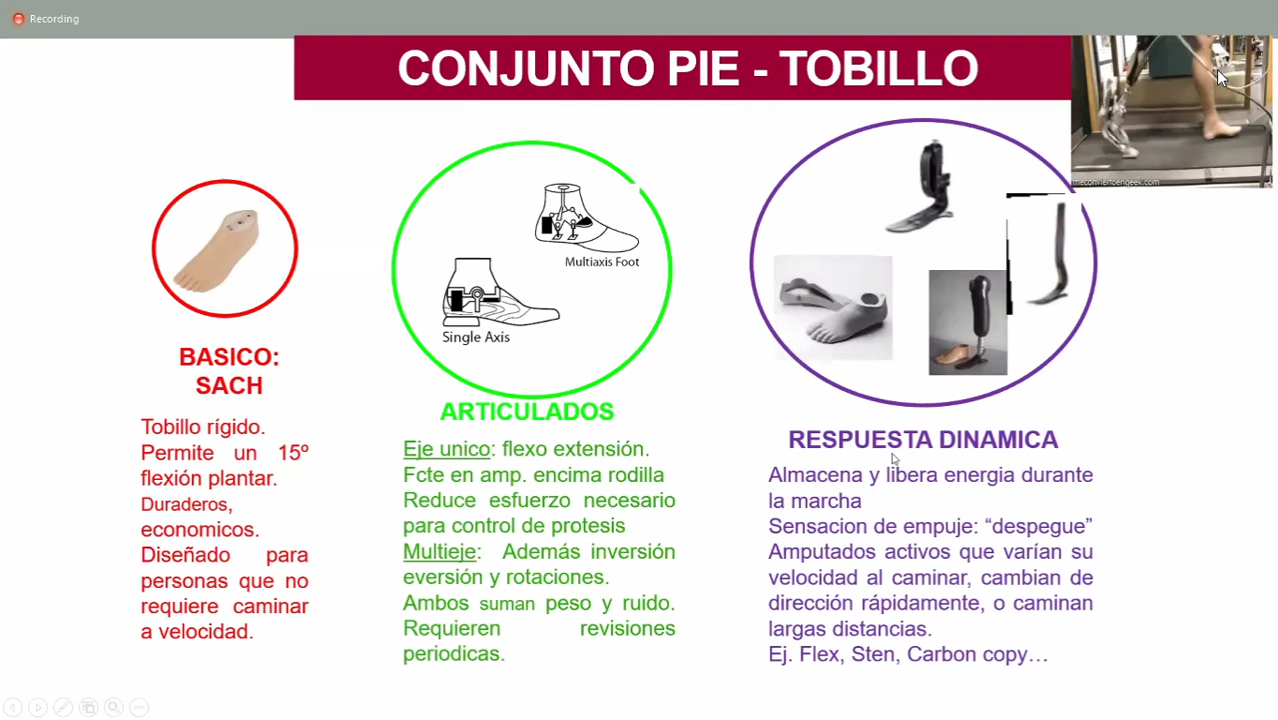 Recording
CONJUNTO PIE - TOBILLO
Multiaxis Foot
Single Axis
BASICO:
SACH
Tobillo rígido.
Permite un 15º
flexión plantar.
Duraderos,
economicos.
Diseñado para
personas que no
requiere caminar
a velocidad.
ARTICULADOS
Eje unico: flexo extensión.
Fcte en amp. encima rodilla
Reduce esfuerzo necesario
para control de protesis
Multieje: Además inversión
eversión y rotaciones.
Ambos suman peso y ruido.
Requieren revisiones
periodicas.
RESPUESTA DINAMICA
Almacena y libera energia durante
la marcha
Sensacion de empuje: “despegue”
Amputados activos que varían su
velocidad al caminar, cambian de
dirección rápidamente, o caminan
largas distancias.
Ej. Flex, Sten, Carbon copy…